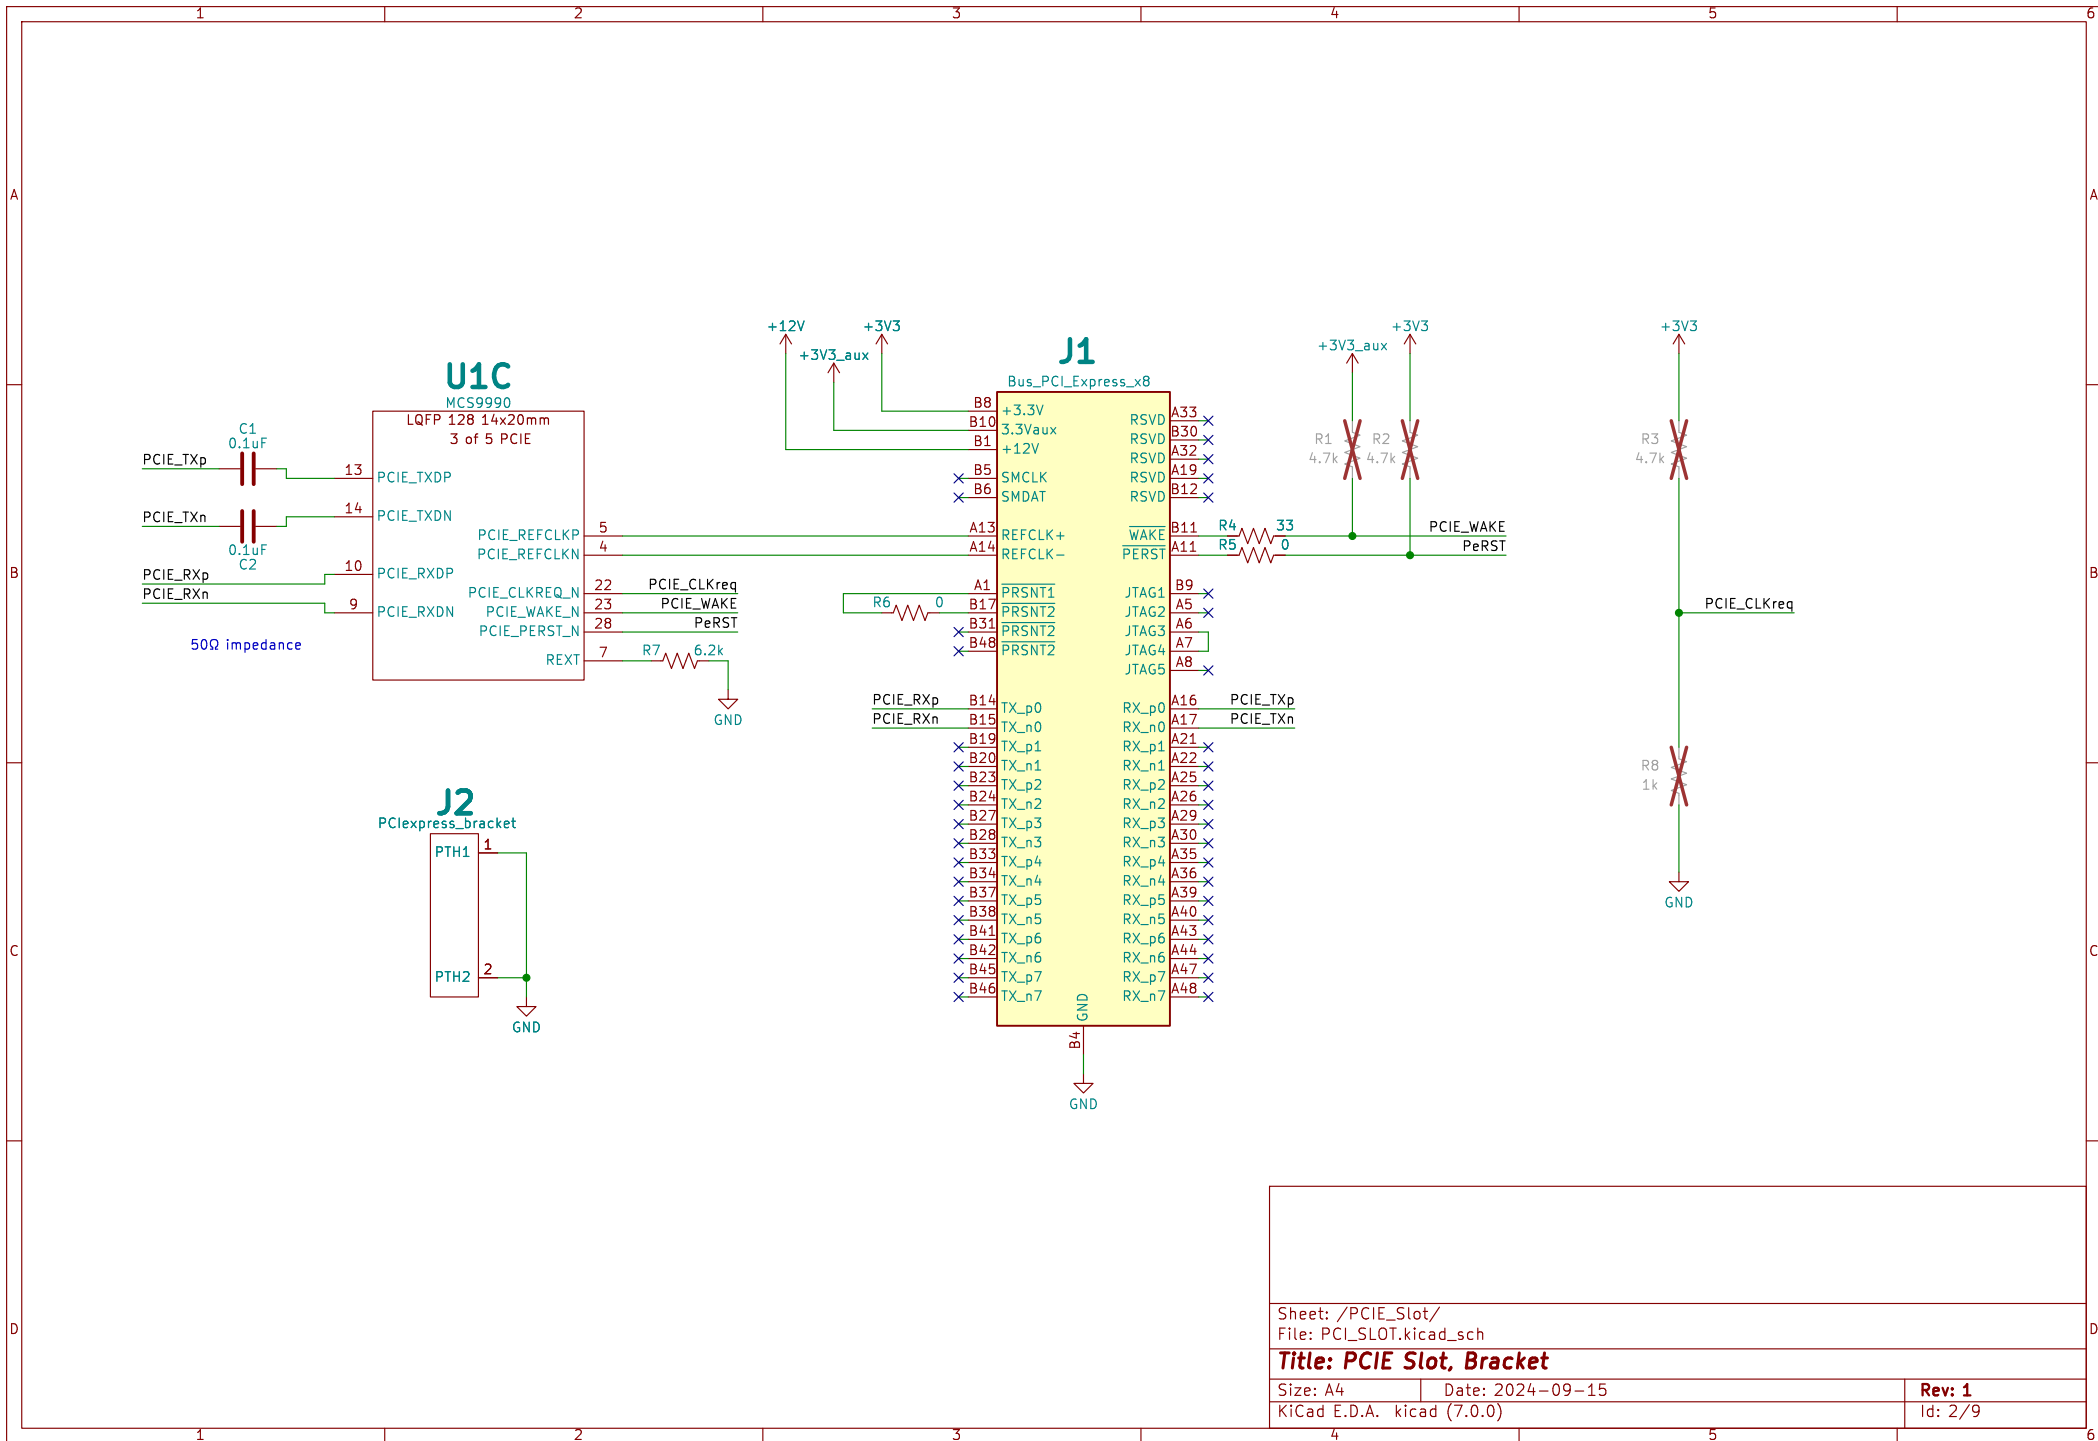 1 2 3 4 5 6
A A
B B
C C
D D
1 2 3 4 5 6
U1C
MCS9990
LQFP 128 14x20mm
3 of 5 PCIE
C1
0.1uF
PCIE_TXp
13 PCIE_TXDP
PCIE_TXn
14 PCIE_TXDN
0.1uF
C2
PCIE_RXp
10 PCIE_RXDP
PCIE_RXn
9 PCIE_RXDN
50Ω impedance
PCIE_REFCLKP 5
PCIE_REFCLKN 4
PCIE_CLKREQ_N 22 PCIE_CLKreq
PCIE_WAKE_N 23 PCIE_WAKE
PCIE_PERST_N 28 PeRST
REXT 7 R7 6.2k
GND
J2
PCIexpress_bracket
PTH1 1
PTH2 2
GND
+12V
+3V3_aux
+3V3
J1
Bus_PCI_Express_x8
B8 +3.3V
B10 3.3Vaux
B1 +12V
B5 SMCLK
B6 SMDAT
A13 REFCLK+
A14 REFCLK-
A1 PRSNT1
R6 0 B17 PRSNT2
B31 PRSNT2
B48 PRSNT2
PCIE_RXp B14 TX_p0
PCIE_RXn B15 TX_n0
B19 TX_p1
B20 TX_n1
B23 TX_p2
B24 TX_n2
B27 TX_p3
B28 TX_n3
B33 TX_p4
B34 TX_n4
B37 TX_p5
B38 TX_n5
B41 TX_p6
B42 TX_n6
B45 TX_p7
B46 TX_n7
RSVD A33
RSVD B30
RSVD A32
RSVD A19
RSVD B12
WAKE B11 R4 33 PCIE_WAKE
PERST A11 R5 0 PeRST
JTAG1 B9
JTAG2 A5
JTAG3 A6
JTAG4 A7
JTAG5 A8
RX_p0 A16 PCIE_TXp
RX_n0 A17 PCIE_TXn
RX_p1 A21
RX_n1 A22
RX_p2 A25
RX_n2 A26
RX_p3 A29
RX_n3 A30
RX_p4 A35
RX_n4 A36
RX_p5 A39
RX_n5 A40
RX_p6 A43
RX_n6 A44
RX_p7 A47
RX_n7 A48
GND
B4
GND
+3V3_aux
R1
4.7k
+3V3
R2
4.7k
+3V3
R3
4.7k
PCIE_CLKreq
R8
1k
GND
Sheet: /PCIE_Slot/
File: PCI_SLOT.kicad_sch
Title: PCIE Slot, Bracket
Size: A4 Date: 2024-09-15 Rev: 1
KiCad E.D.A. kicad (7.0.0) Id: 2/9